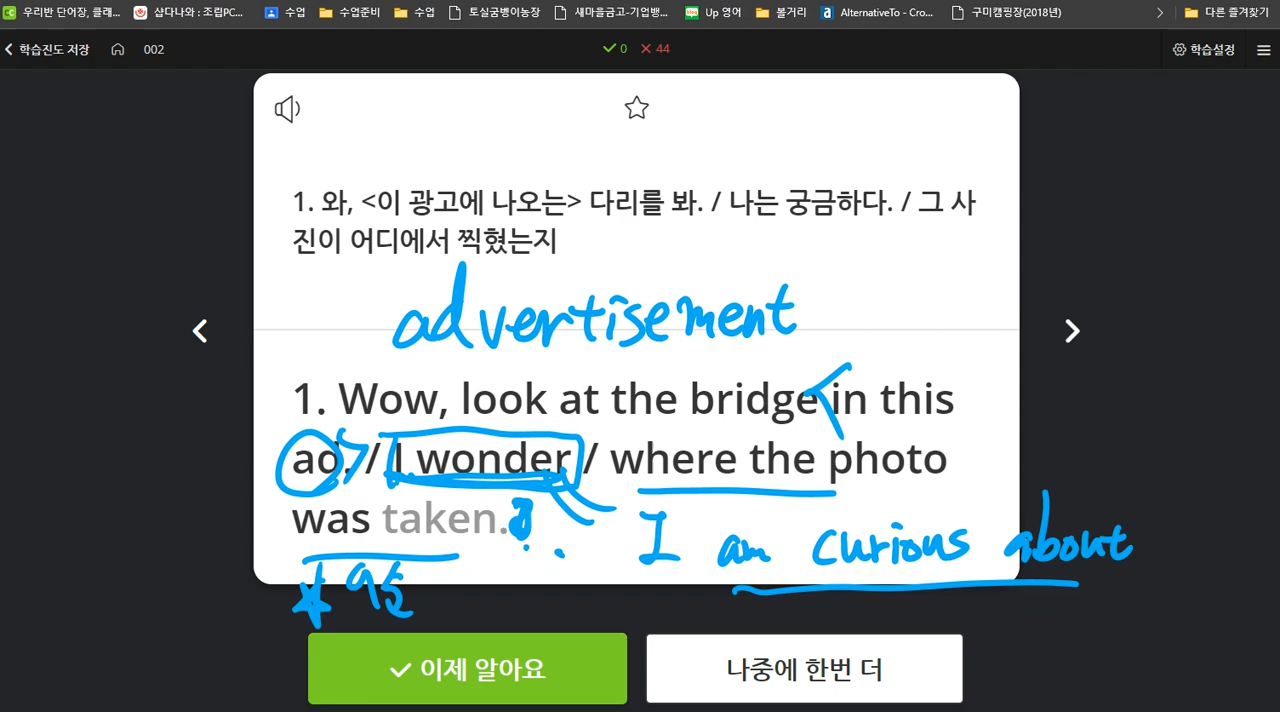 우리반 단어장, 클래... 샵다나와 : 조립PC... 수업 수업준비 수업 토실굼벵이농장 새마을금고-기업뱅... Up 영어 볼거리 AlternativeTo - Cro... 구미캠핑장(2018년) 다른 즐겨찾기
학습진도 저장 002 0 44 학습설정
1. 와, <이 광고에 나오는> 다리를 봐. / 나는 궁금하다. / 그 사
진이 어디에서 찍혔는지
advertisement
1. Wow, look at the bridge in this
ad. / I wonder / where the photo
was taken.
I am curious about
이제 알아요 나중에 한번 더